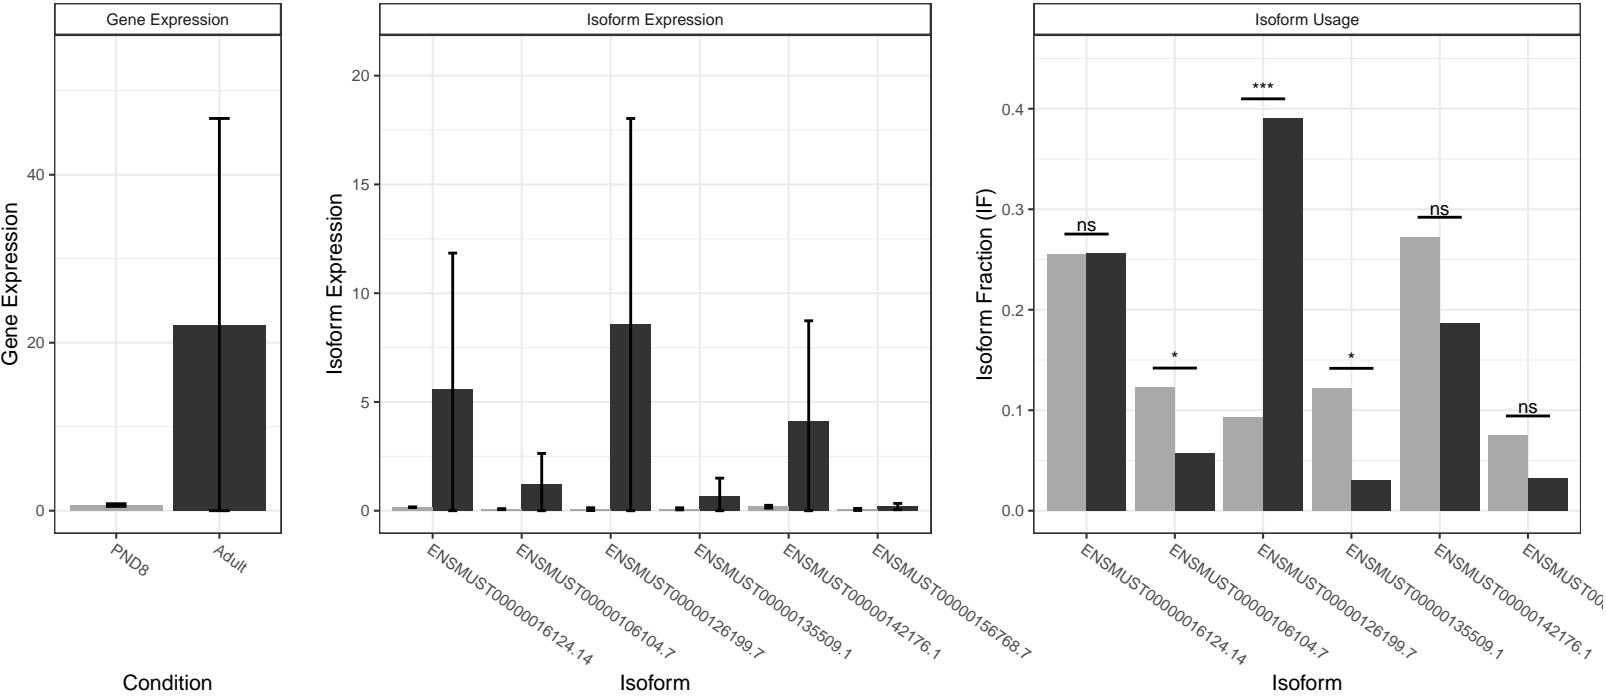 Gene Expression
Isoform Expression
Isoform Usage
Gene Expression
40
20
0
PND8
Adult
Condition
Isoform Expression
20
15
10
5
0
ENSMUST00000016124.14
ENSMUST00000106104.7
ENSMUST00000126199.7
ENSMUST00000135509.1
ENSMUST00000142176.1
ENSMUST00000156768.7
Isoform
Isoform Fraction (IF)
0.4
0.3
0.2
0.1
0.0
ns
*
***
*
ns
ns
ENSMUST00000016124.14
ENSMUST00000106104.7
ENSMUST00000126199.7
ENSMUST00000135509.1
ENSMUST00000142176.1
Isoform